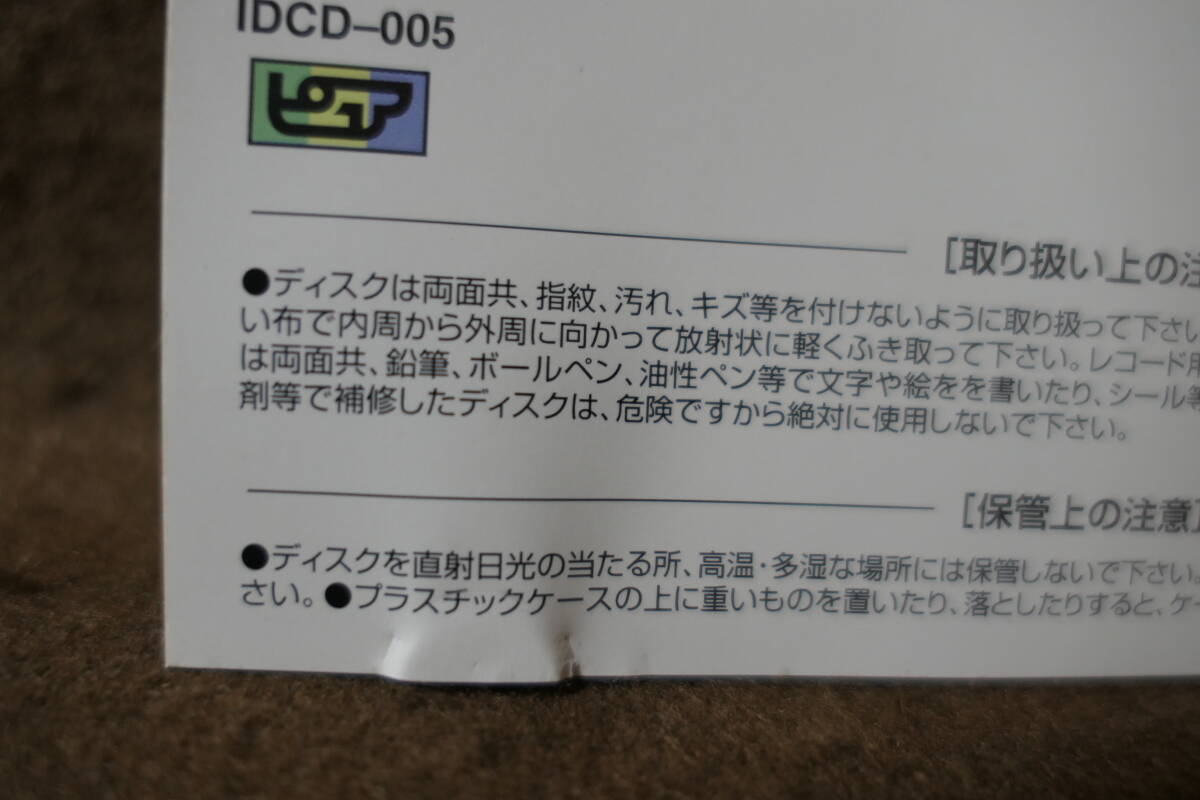 IDCD–005
ピュア
[取り扱い上の注
●ディスクは両面共、指紋、汚れ、キズ等を付けないように取り扱って下さい
い布で内周から外周に向かって放射状に軽くふき取って下さい。レコード用
は両面共、鉛筆、ボールペン、油性ペン等で文字や絵をを書いたり、シール等
剤等で補修したディスクは、危険ですから絶対に使用しないで下さい。
[保管上の注意]
●ディスクを直射日光の当たる所、高温・多湿な場所には保管しないで下さい。
さい。●プラスチックケースの上に重いものを置いたり、落としたりすると、ケー